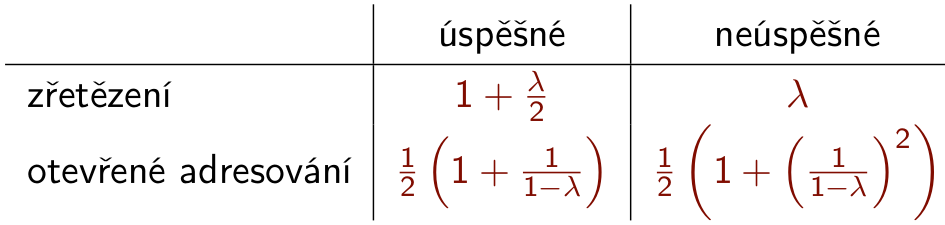 úspěšné neúspěšné
zřetězení 1 + λ/2 λ
otevřené adresování 1/2 (1 + 1/(1−λ)) 1/2 (1 + (1/(1−λ))²)